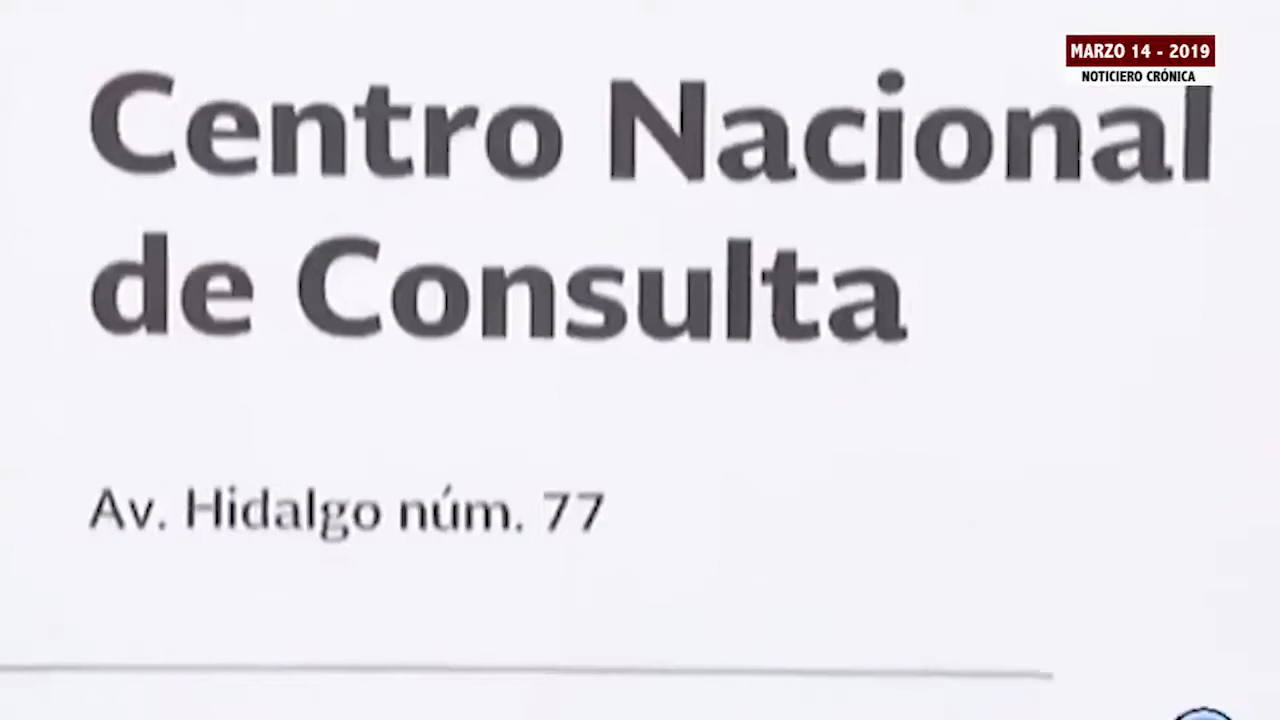 MARZO 14 - 2019
NOTICIERO CRÓNICA
Centro Nacional
de Consulta
Av. Hidalgo núm. 77